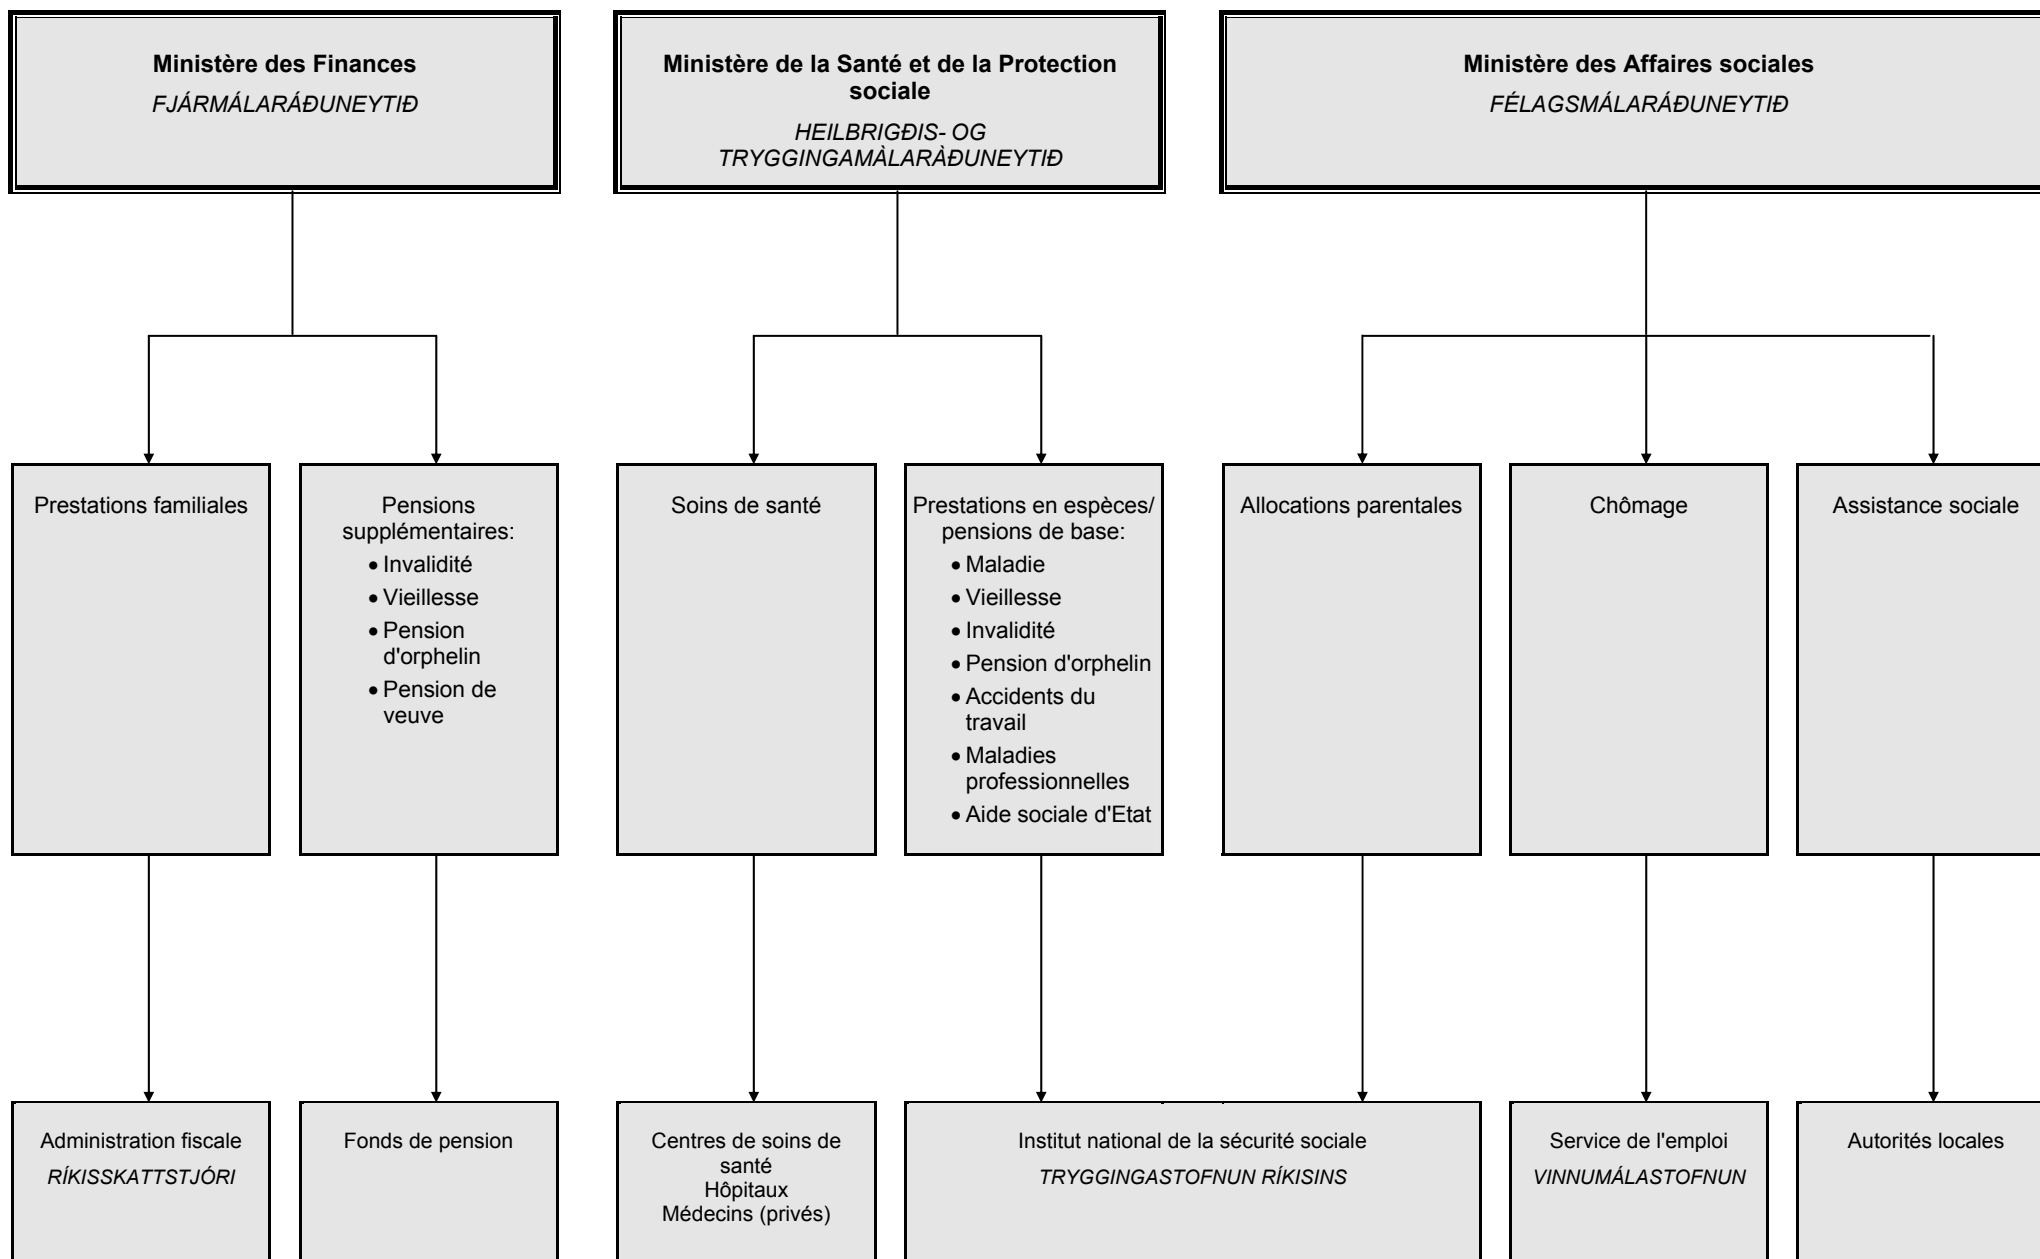 Ministère des Finances
FJÁRMÁLARÁÐUNEYTIÐ
Ministère de la Santé et de la Protection
sociale
HEILBRIGÐIS- OG
TRYGGINGAMÀLARÀÐUNEYTIÐ
Ministère des Affaires sociales
FÉLAGSMÁLARÁÐUNEYTIÐ
Prestations familiales
Pensions
supplémentaires:
• Invalidité
• Vieillesse
• Pension
d'orphelin
• Pension de
veuve
Soins de santé
Prestations en espèces/
pensions de base:
• Maladie
• Vieillesse
• Invalidité
• Pension d'orphelin
• Accidents du
travail
• Maladies
professionnelles
• Aide sociale d'Etat
Allocations parentales
Chômage
Assistance sociale
Administration fiscale
RÍKISSKATTSTJÓRI
Fonds de pension
Centres de soins de
santé
Hôpitaux
Médecins (privés)
Institut national de la sécurité sociale
TRYGGINGASTOFNUN RÍKISINS
Service de l'emploi
VINNUMÁLASTOFNUN
Autorités locales